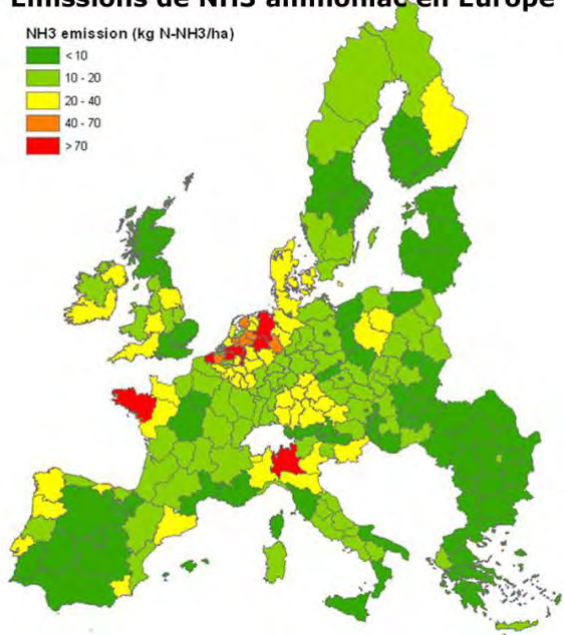 Emissions de NH3 ammoniac en Europe
NH3 emission (kg N-NH3/ha)
< 10
10 - 20
20 - 40
40 - 70
> 70